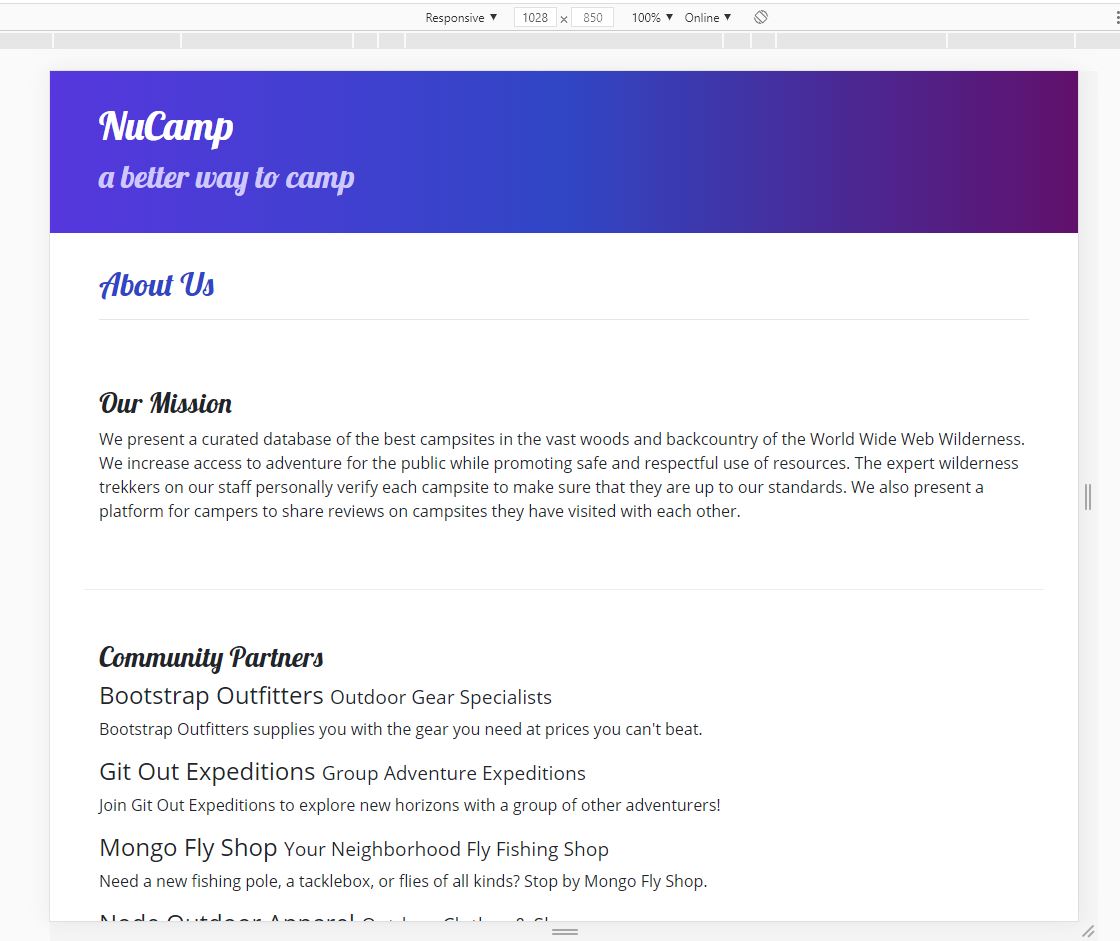 Responsive ▼ 1028 × 850 100% ▼ Online ▼
NuCamp
a better way to camp
About Us
Our Mission
We present a curated database of the best campsites in the vast woods and backcountry of the World Wide Web Wilderness.
We increase access to adventure for the public while promoting safe and respectful use of resources. The expert wilderness
trekkers on our staff personally verify each campsite to make sure that they are up to our standards. We also present a
platform for campers to share reviews on campsites they have visited with each other.
Community Partners
Bootstrap Outfitters Outdoor Gear Specialists
Bootstrap Outfitters supplies you with the gear you need at prices you can't beat.
Git Out Expeditions Group Adventure Expeditions
Join Git Out Expeditions to explore new horizons with a group of other adventurers!
Mongo Fly Shop Your Neighborhood Fly Fishing Shop
Need a new fishing pole, a tacklebox, or flies of all kinds? Stop by Mongo Fly Shop.
Node Outdoor Apparel Outdoor Clothes &